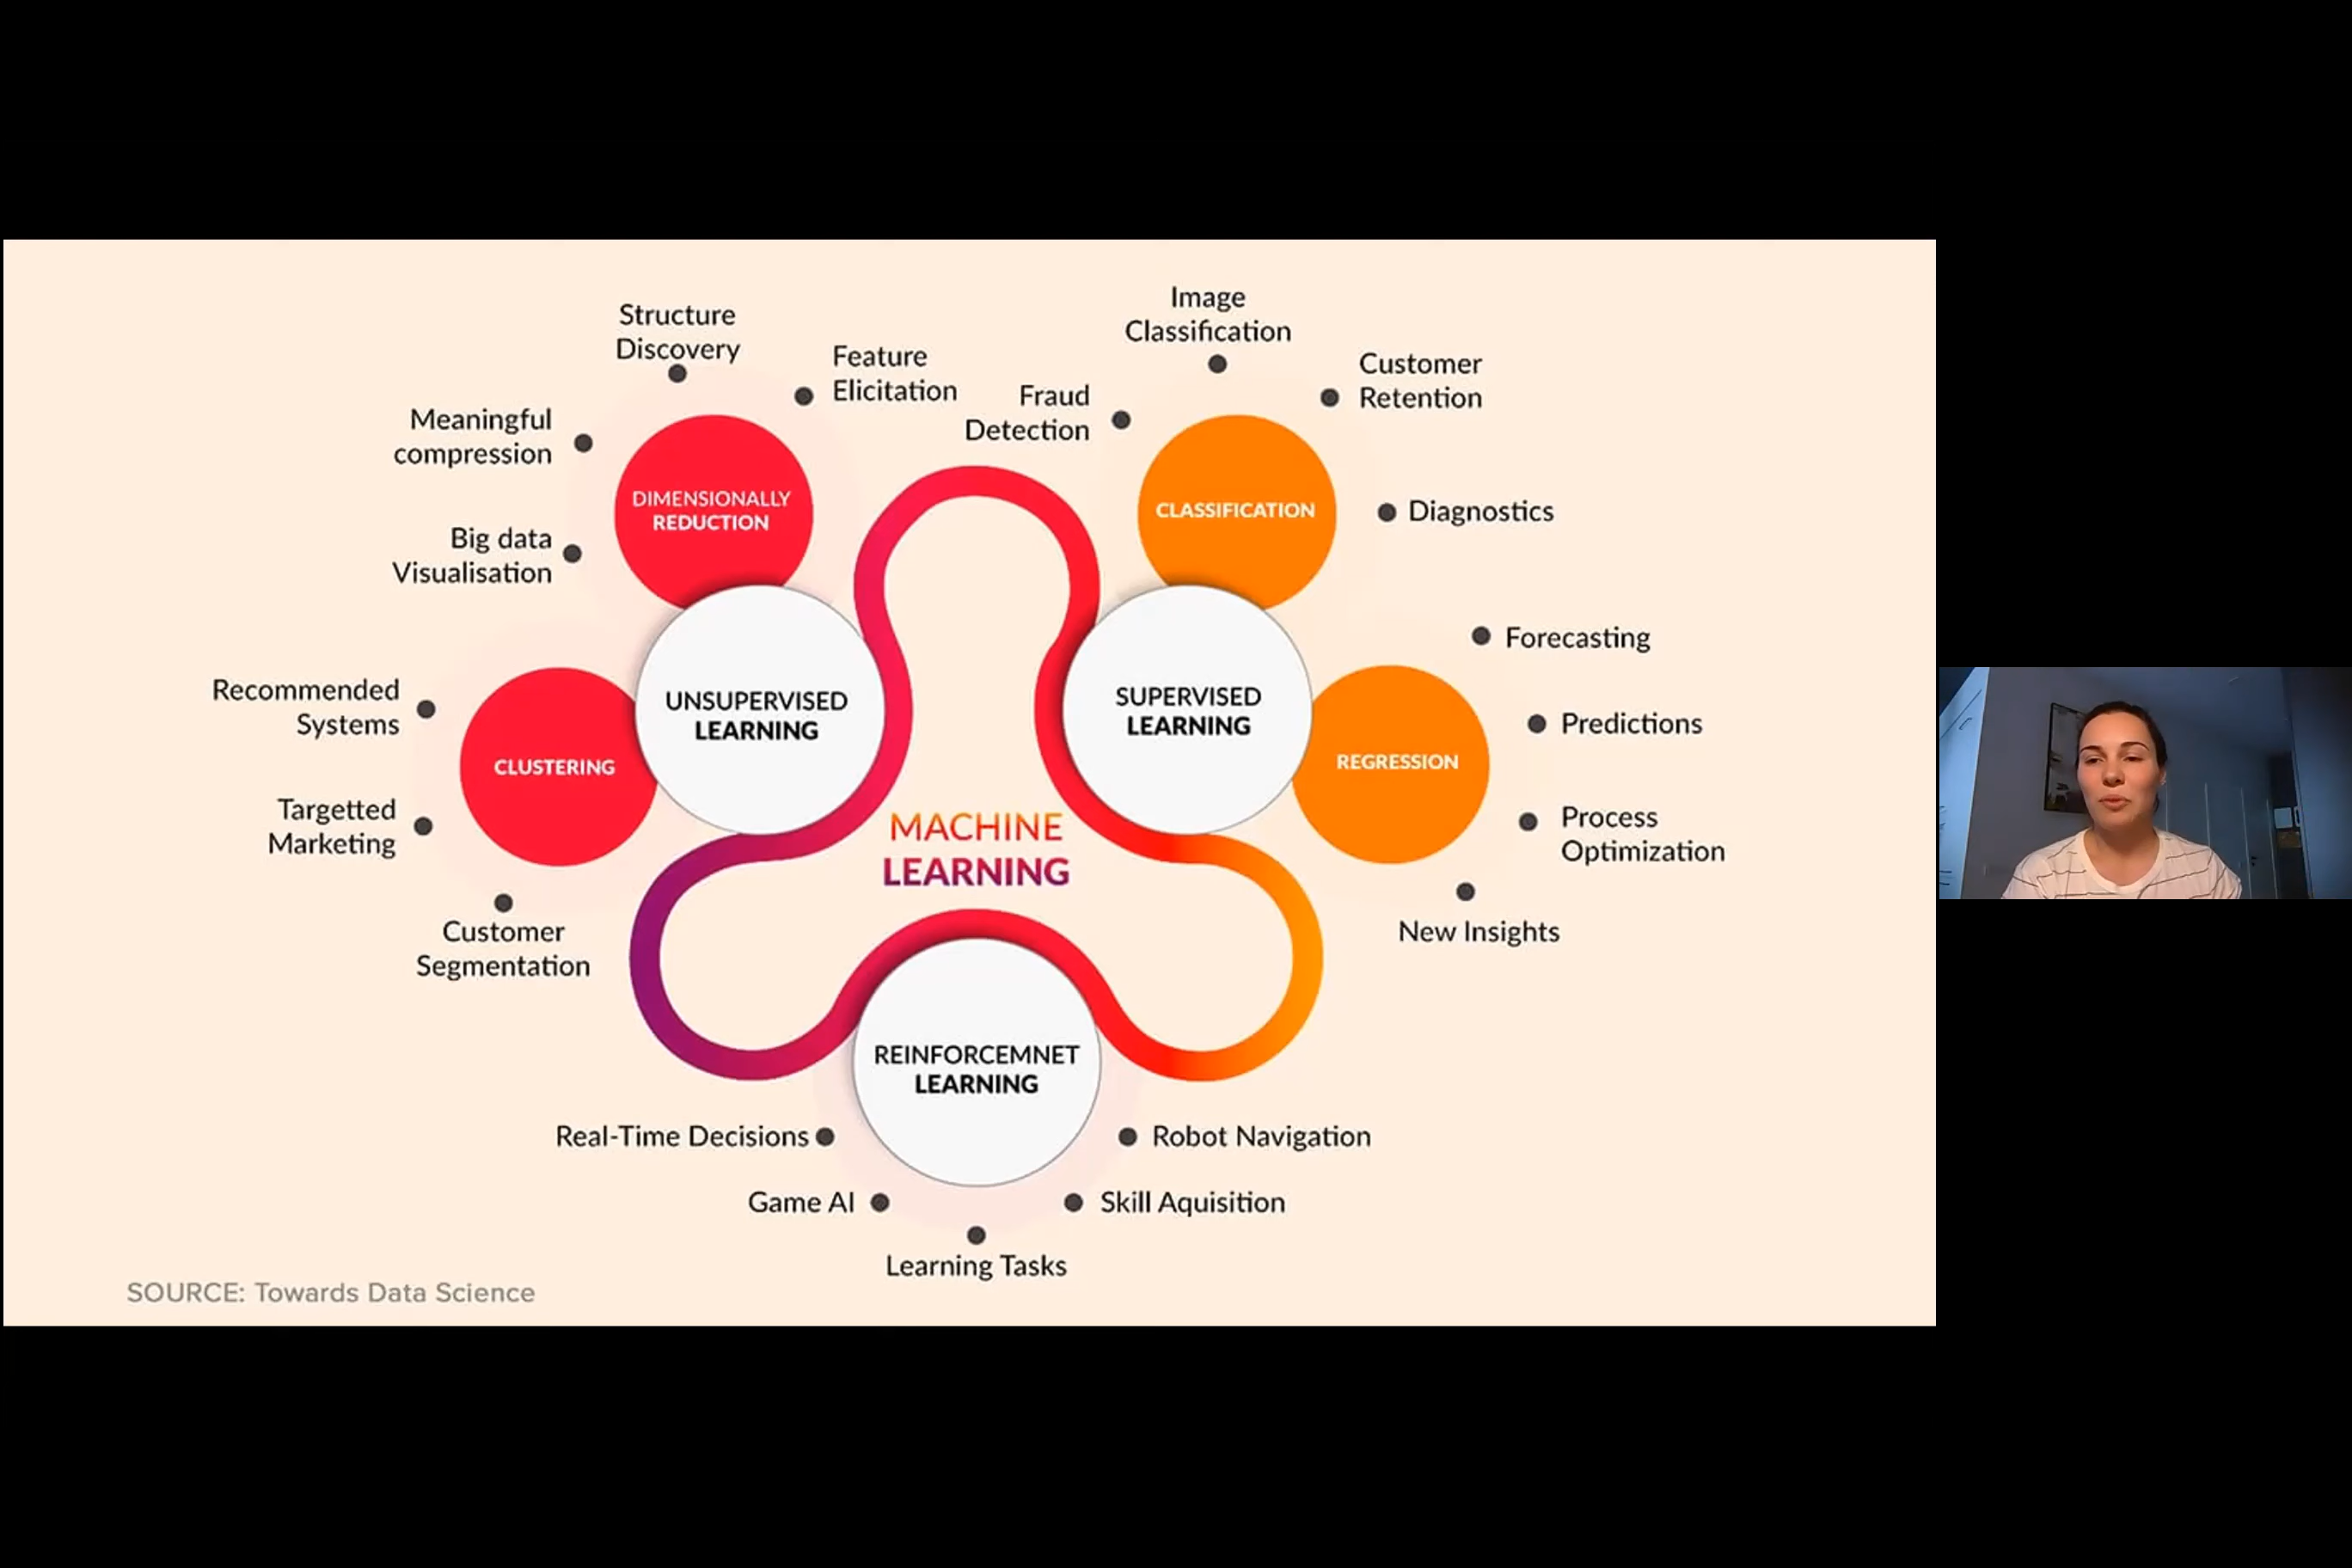 Structure
Discovery
Feature
Elicitation
Meaningful
compression
Big data
Visualisation
DIMENSIONALLY
REDUCTION
Image
Classification
Customer
Retention
Fraud
Detection
CLASSIFICATION
Diagnostics
UNSUPERVISED
LEARNING
SUPERVISED
LEARNING
Recommended
Systems
Targetted
Marketing
Customer
Segmentation
CLUSTERING
Forecasting
Predictions
Process
Optimization
New Insights
REGRESSION
MACHINE
LEARNING
REINFORCEMNET
LEARNING
Real-Time Decisions
Game AI
Learning Tasks
Skill Aquisition
Robot Navigation
SOURCE: Towards Data Science